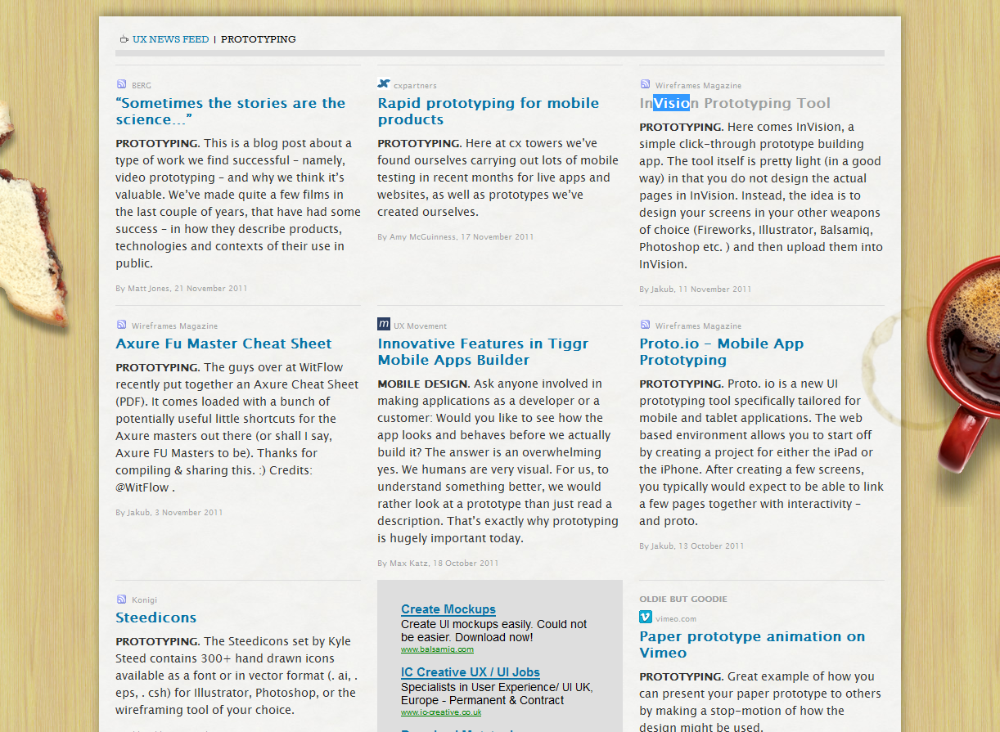 UX NEWS FEED | PROTOTYPING
BERG
“Sometimes the stories are the
science...”
PROTOTYPING. This is a blog post about a
type of work we find successful – namely,
video prototyping – and why we think it’s
valuable. We’ve made quite a few films in
the last couple of years, that have had some
success – in how they describe products,
technologies and contexts of their use in
public.
By Matt Jones, 21 November 2011
cxpartners
Rapid prototyping for mobile
products
PROTOTYPING. Here at cx towers we’ve
found ourselves carrying out lots of mobile
testing in recent months for live apps and
websites, as well as prototypes we’ve
created ourselves.
By Amy McGuinness, 17 November 2011
Wireframes Magazine
InVision Prototyping Tool
PROTOTYPING. Here comes InVision, a
simple click-through prototype building
app. The tool itself is pretty light (in a good
way) in that you do not design the actual
pages in InVision. Instead, the idea is to
design your screens in your other weapons
of choice (Fireworks, Illustrator, Balsamiq,
Photoshop etc. ) and then upload them into
InVision.
By Jakub, 11 November 2011
Wireframes Magazine
Axure Fu Master Cheat Sheet
PROTOTYPING. The guys over at WitFlow
recently put together an Axure Cheat Sheet
(PDF). It comes loaded with a bunch of
potentially useful little shortcuts for the
Axure masters out there (or shall I say,
Axure FU Masters to be). Thanks for
compiling & sharing this. :) Credits:
@WitFlow .
By Jakub, 3 November 2011
m
UX Movement
Innovative Features in Tiggr
Mobile Apps Builder
MOBILE DESIGN. Ask anyone involved in
making applications as a developer or a
customer: Would you like to see how the
app looks and behaves before we actually
build it? The answer is an overwhelming
yes. We humans are very visual. For us, to
understand something better, we would
rather look at a prototype than just read a
description. That’s exactly why prototyping
is hugely important today.
By Max Katz, 18 October 2011
Wireframes Magazine
Proto.io – Mobile App
Prototyping
PROTOTYPING. Proto. io is a new UI
prototyping tool specifically tailored for
mobile and tablet applications. The web
based environment allows you to start off
by creating a project for either the iPad or
the iPhone. After creating a few screens,
you typically would expect to be able to link
a few pages together with interactivity –
and proto.
By Jakub, 13 October 2011
Konigi
Steedicons
PROTOTYPING. The Steedicons set by Kyle
Steed contains 300+ hand drawn icons
available as a font or in vector format (. ai, .
eps, . csh) for Illustrator, Photoshop, or the
wireframing tool of your choice.
Create Mockups
Create UI mockups easily. Could not
be easier. Download now!
www.balsamiq.com
IC Creative UX / UI Jobs
Specialists in User Experience/ UI UK,
Europe - Permanent & Contract
www.ic-creative.co.uk
OLDIE BUT GOODIE
vimeo.com
Paper prototype animation on
Vimeo
PROTOTYPING. Great example of how you
can present your paper prototype to others
by making a stop-motion of how the
design might be used.